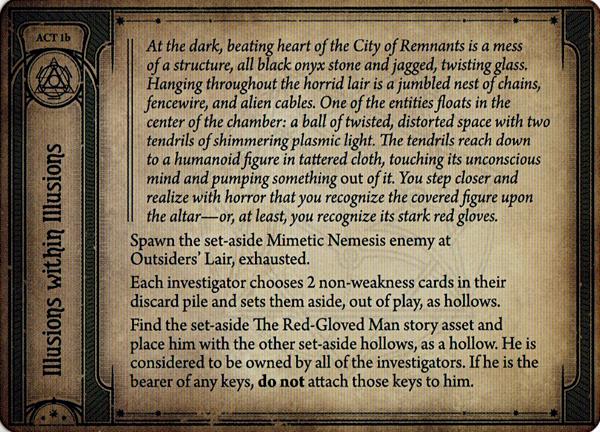 ACT 1b
Illusions within Illusions
At the dark, beating heart of the City of Remnants is a mess
of a structure, all black onyx stone and jagged, twisting glass.
Hanging throughout the horrid lair is a jumbled nest of chains,
fencewire, and alien cables. One of the entities floats in the
center of the chamber: a ball of twisted, distorted space with two
tendrils of shimmering plasmic light. The tendrils reach down
to a humanoid figure in tattered cloth, touching its unconscious
mind and pumping something out of it. You step closer and
realize with horror that you recognize the covered figure upon
the altar—or, at least, you recognize its stark red gloves.
Spawn the set-aside Mimetic Nemesis enemy at
Outsiders' Lair, exhausted.
Each investigator chooses 2 non-weakness cards in their
discard pile and sets them aside, out of play, as hollows.
Find the set-aside The Red-Gloved Man story asset and
place him with the other set-aside hollows, as a hollow. He is
considered to be owned by all of the investigators. If he is the
bearer of any keys, do not attach those keys to him.